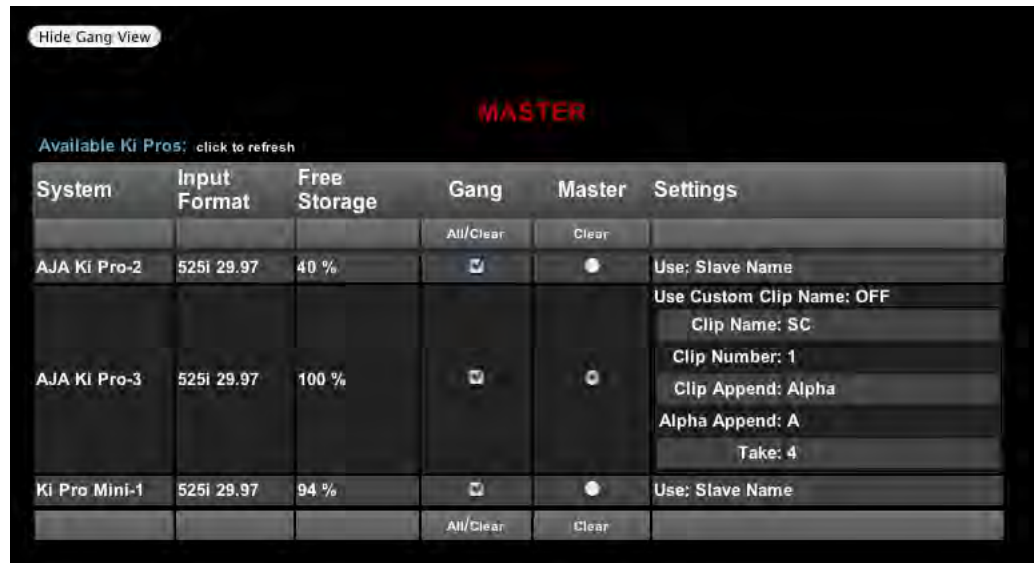 Hide Gang View
MASTER
Available Ki Pros: click to refresh
System Input Format Free Storage Gang Master Settings
All/Clear Clear
AJA Ki Pro-2 525i 29.97 40 % Use: Slave Name
AJA Ki Pro-3 525i 29.97 100 % Use Custom Clip Name: OFF
Clip Name: SC
Clip Number: 1
Clip Append: Alpha
Alpha Append: A
Take: 4
Ki Pro Mini-1 525i 29.97 94 % Use: Slave Name
All/Clear Clear